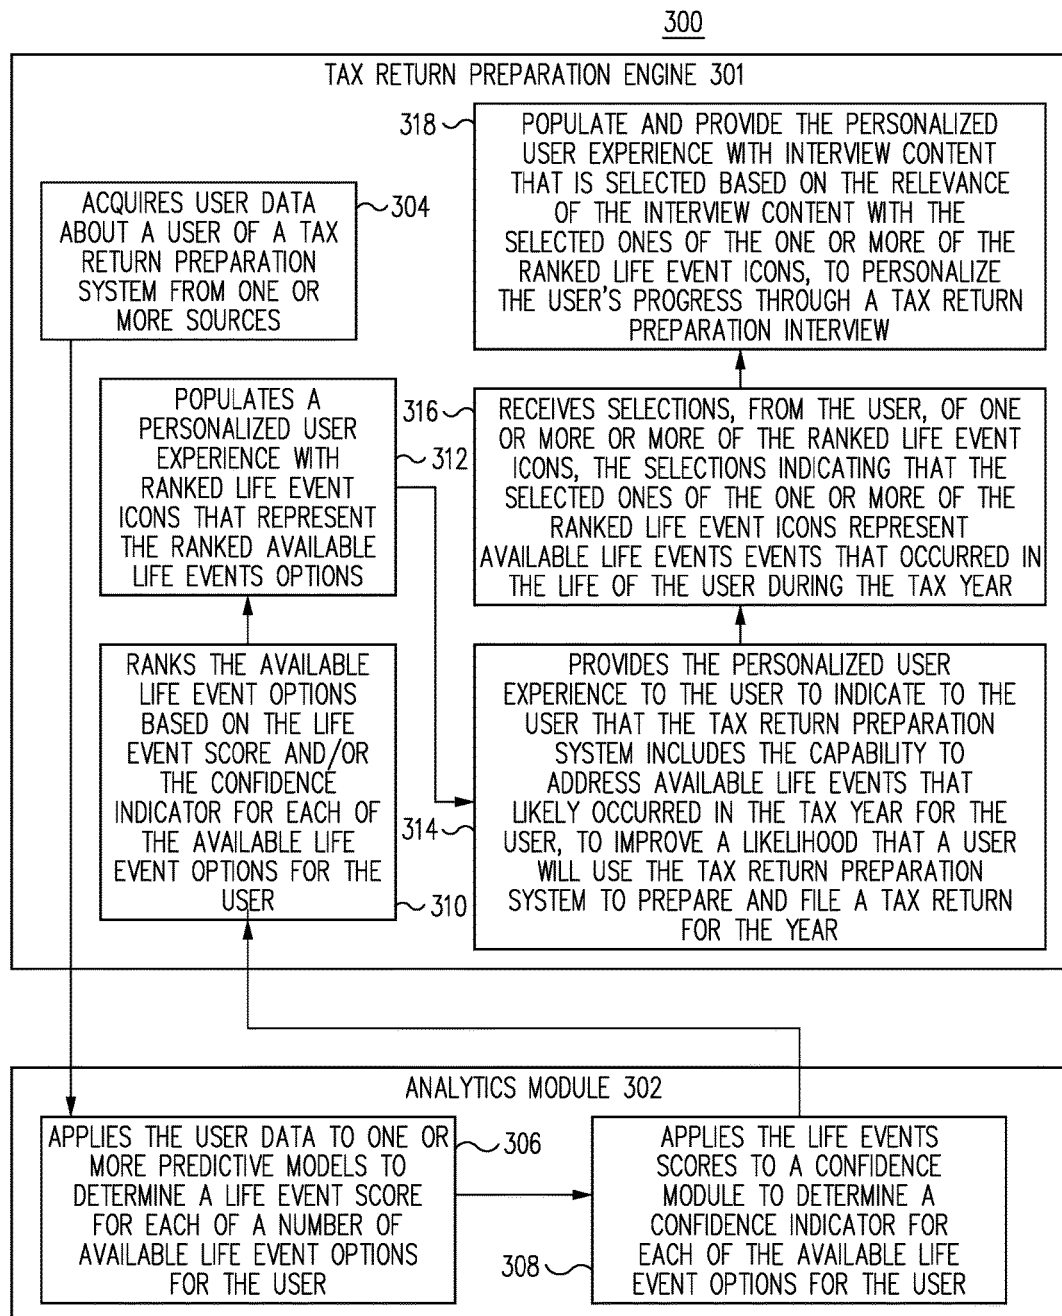 300
TAX RETURN PREPARATION ENGINE 301
ACQUIRES USER DATA
ABOUT A USER OF A TAX
RETURN PREPARATION
SYSTEM FROM ONE OR
MORE SOURCES
304
318
POPULATE AND PROVIDE THE PERSONALIZED
USER EXPERIENCE WITH INTERVIEW CONTENT
THAT IS SELECTED BASED ON THE RELEVANCE
OF THE INTERVIEW CONTENT WITH THE
SELECTED ONES OF THE ONE OR MORE OF THE
RANKED LIFE EVENT ICONS, TO PERSONALIZE
THE USER'S PROGRESS THROUGH A TAX RETURN
PREPARATION INTERVIEW
POPULATES A
PERSONALIZED USER
EXPERIENCE WITH
RANKED LIFE EVENT
ICONS THAT REPRESENT
THE RANKED AVAILABLE
LIFE EVENTS OPTIONS
312
316
RECEIVES SELECTIONS, FROM THE USER, OF ONE
OR MORE OR MORE OF THE RANKED LIFE EVENT
ICONS, THE SELECTIONS INDICATING THAT THE
SELECTED ONES OF THE ONE OR MORE OF THE
RANKED LIFE EVENT ICONS REPRESENT
AVAILABLE LIFE EVENTS EVENTS THAT OCCURRED IN
THE LIFE OF THE USER DURING THE TAX YEAR
RANKS THE AVAILABLE
LIFE EVENT OPTIONS
BASED ON THE LIFE
EVENT SCORE AND/OR
THE CONFIDENCE
INDICATOR FOR EACH OF
THE AVAILABLE LIFE
EVENT OPTIONS FOR THE
USER
310
314
PROVIDES THE PERSONALIZED USER
EXPERIENCE TO THE USER TO INDICATE TO THE
USER THAT THE TAX RETURN PREPARATION
SYSTEM INCLUDES THE CAPABILITY TO
ADDRESS AVAILABLE LIFE EVENTS THAT
LIKELY OCCURRED IN THE TAX YEAR FOR THE
USER, TO IMPROVE A LIKELIHOOD THAT A USER
WILL USE THE TAX RETURN PREPARATION
SYSTEM TO PREPARE AND FILE A TAX RETURN
FOR THE YEAR
ANALYTICS MODULE 302
APPLIES THE USER DATA TO ONE OR
MORE PREDICTIVE MODELS TO
DETERMINE A LIFE EVENT SCORE
FOR EACH OF A NUMBER OF
AVAILABLE LIFE EVENT OPTIONS
FOR THE USER
306
308
APPLIES THE LIFE EVENTS
SCORES TO A CONFIDENCE
MODULE TO DETERMINE A
CONFIDENCE INDICATOR FOR
EACH OF THE AVAILABLE LIFE
EVENT OPTIONS FOR THE USER